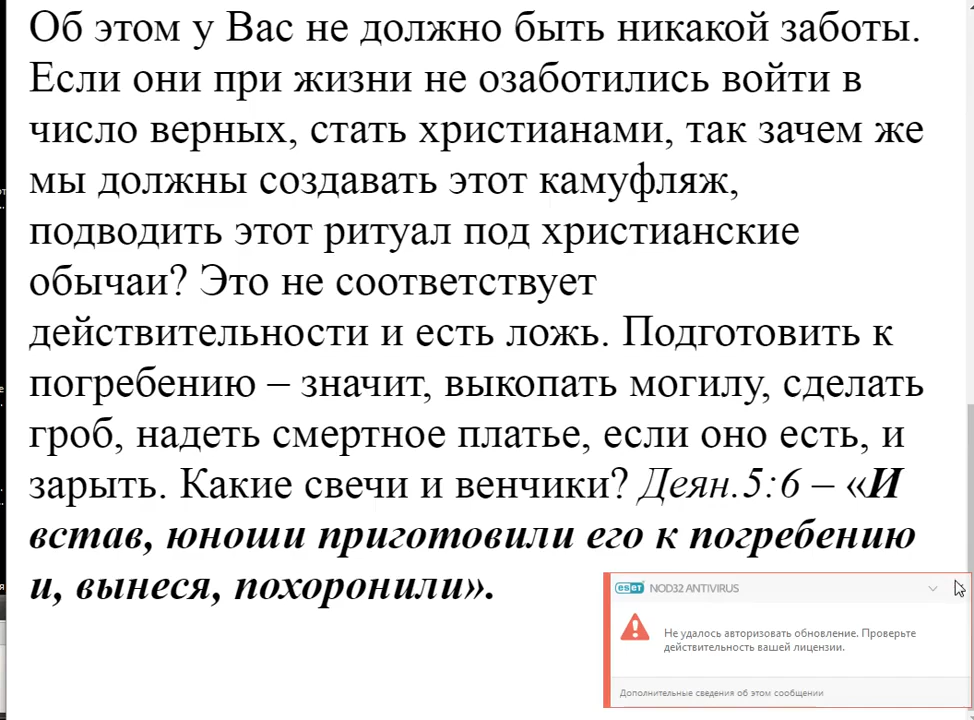 Об этом у Вас не должно быть никакой заботы.
Если они при жизни не озаботились войти в
число верных, стать христианами, так зачем же
мы должны создавать этот камуфляж,
подводить этот ритуал под христианские
обычаи? Это не соответствует
действительности и есть ложь. Подготовить к
погребению – значит, выкопать могилу, сделать
гроб, надеть смертное платье, если оно есть, и
зарыть. Какие свечи и венчики? Деян.5:6 – «И
встав, юноши приготовили его к погребению
и, вынеся, похоронили».
eset NOD32 ANTIVIRUS
Не удалось авторизовать обновление. Проверьте
действительность вашей лицензии.
Дополнительные сведения об этом сообщении